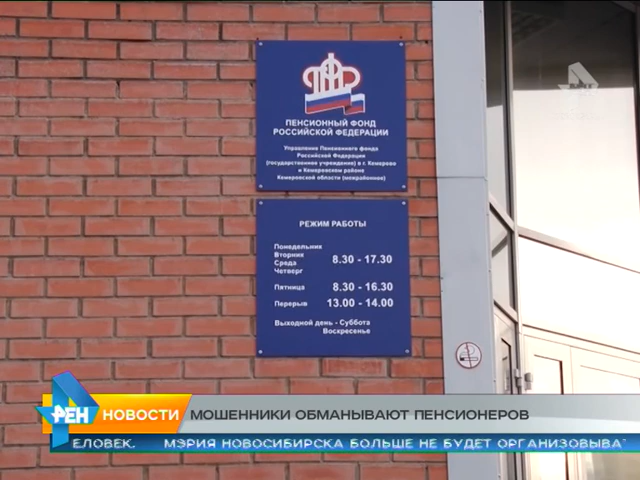 ПФР
ПЕНСИОННЫЙ ФОНД
РОССИЙСКОЙ ФЕДЕРАЦИИ
Управление Пенсионного фонда
Российской Федерации
(государственное учреждение) в г. Кемерово
и Кемеровском районе
Кемеровской области (межрайонное)
РЕЖИМ РАБОТЫ
Понедельник
Вторник
Среда 8.30 - 17.30
Четверг
Пятница 8.30 - 16.30
Перерыв 13.00 - 14.00
Выходной день - Суббота
Воскресенье
РЕН НОВОСТИ МОШЕННИКИ ОБМАНЫВАЮТ ПЕНСИОНЕРОВ
ЕЛОВЕК. МЭРИЯ НОВОСИБИРСКА БОЛЬШЕ НЕ БУДЕТ ОРГАНИЗОВЫВАТ